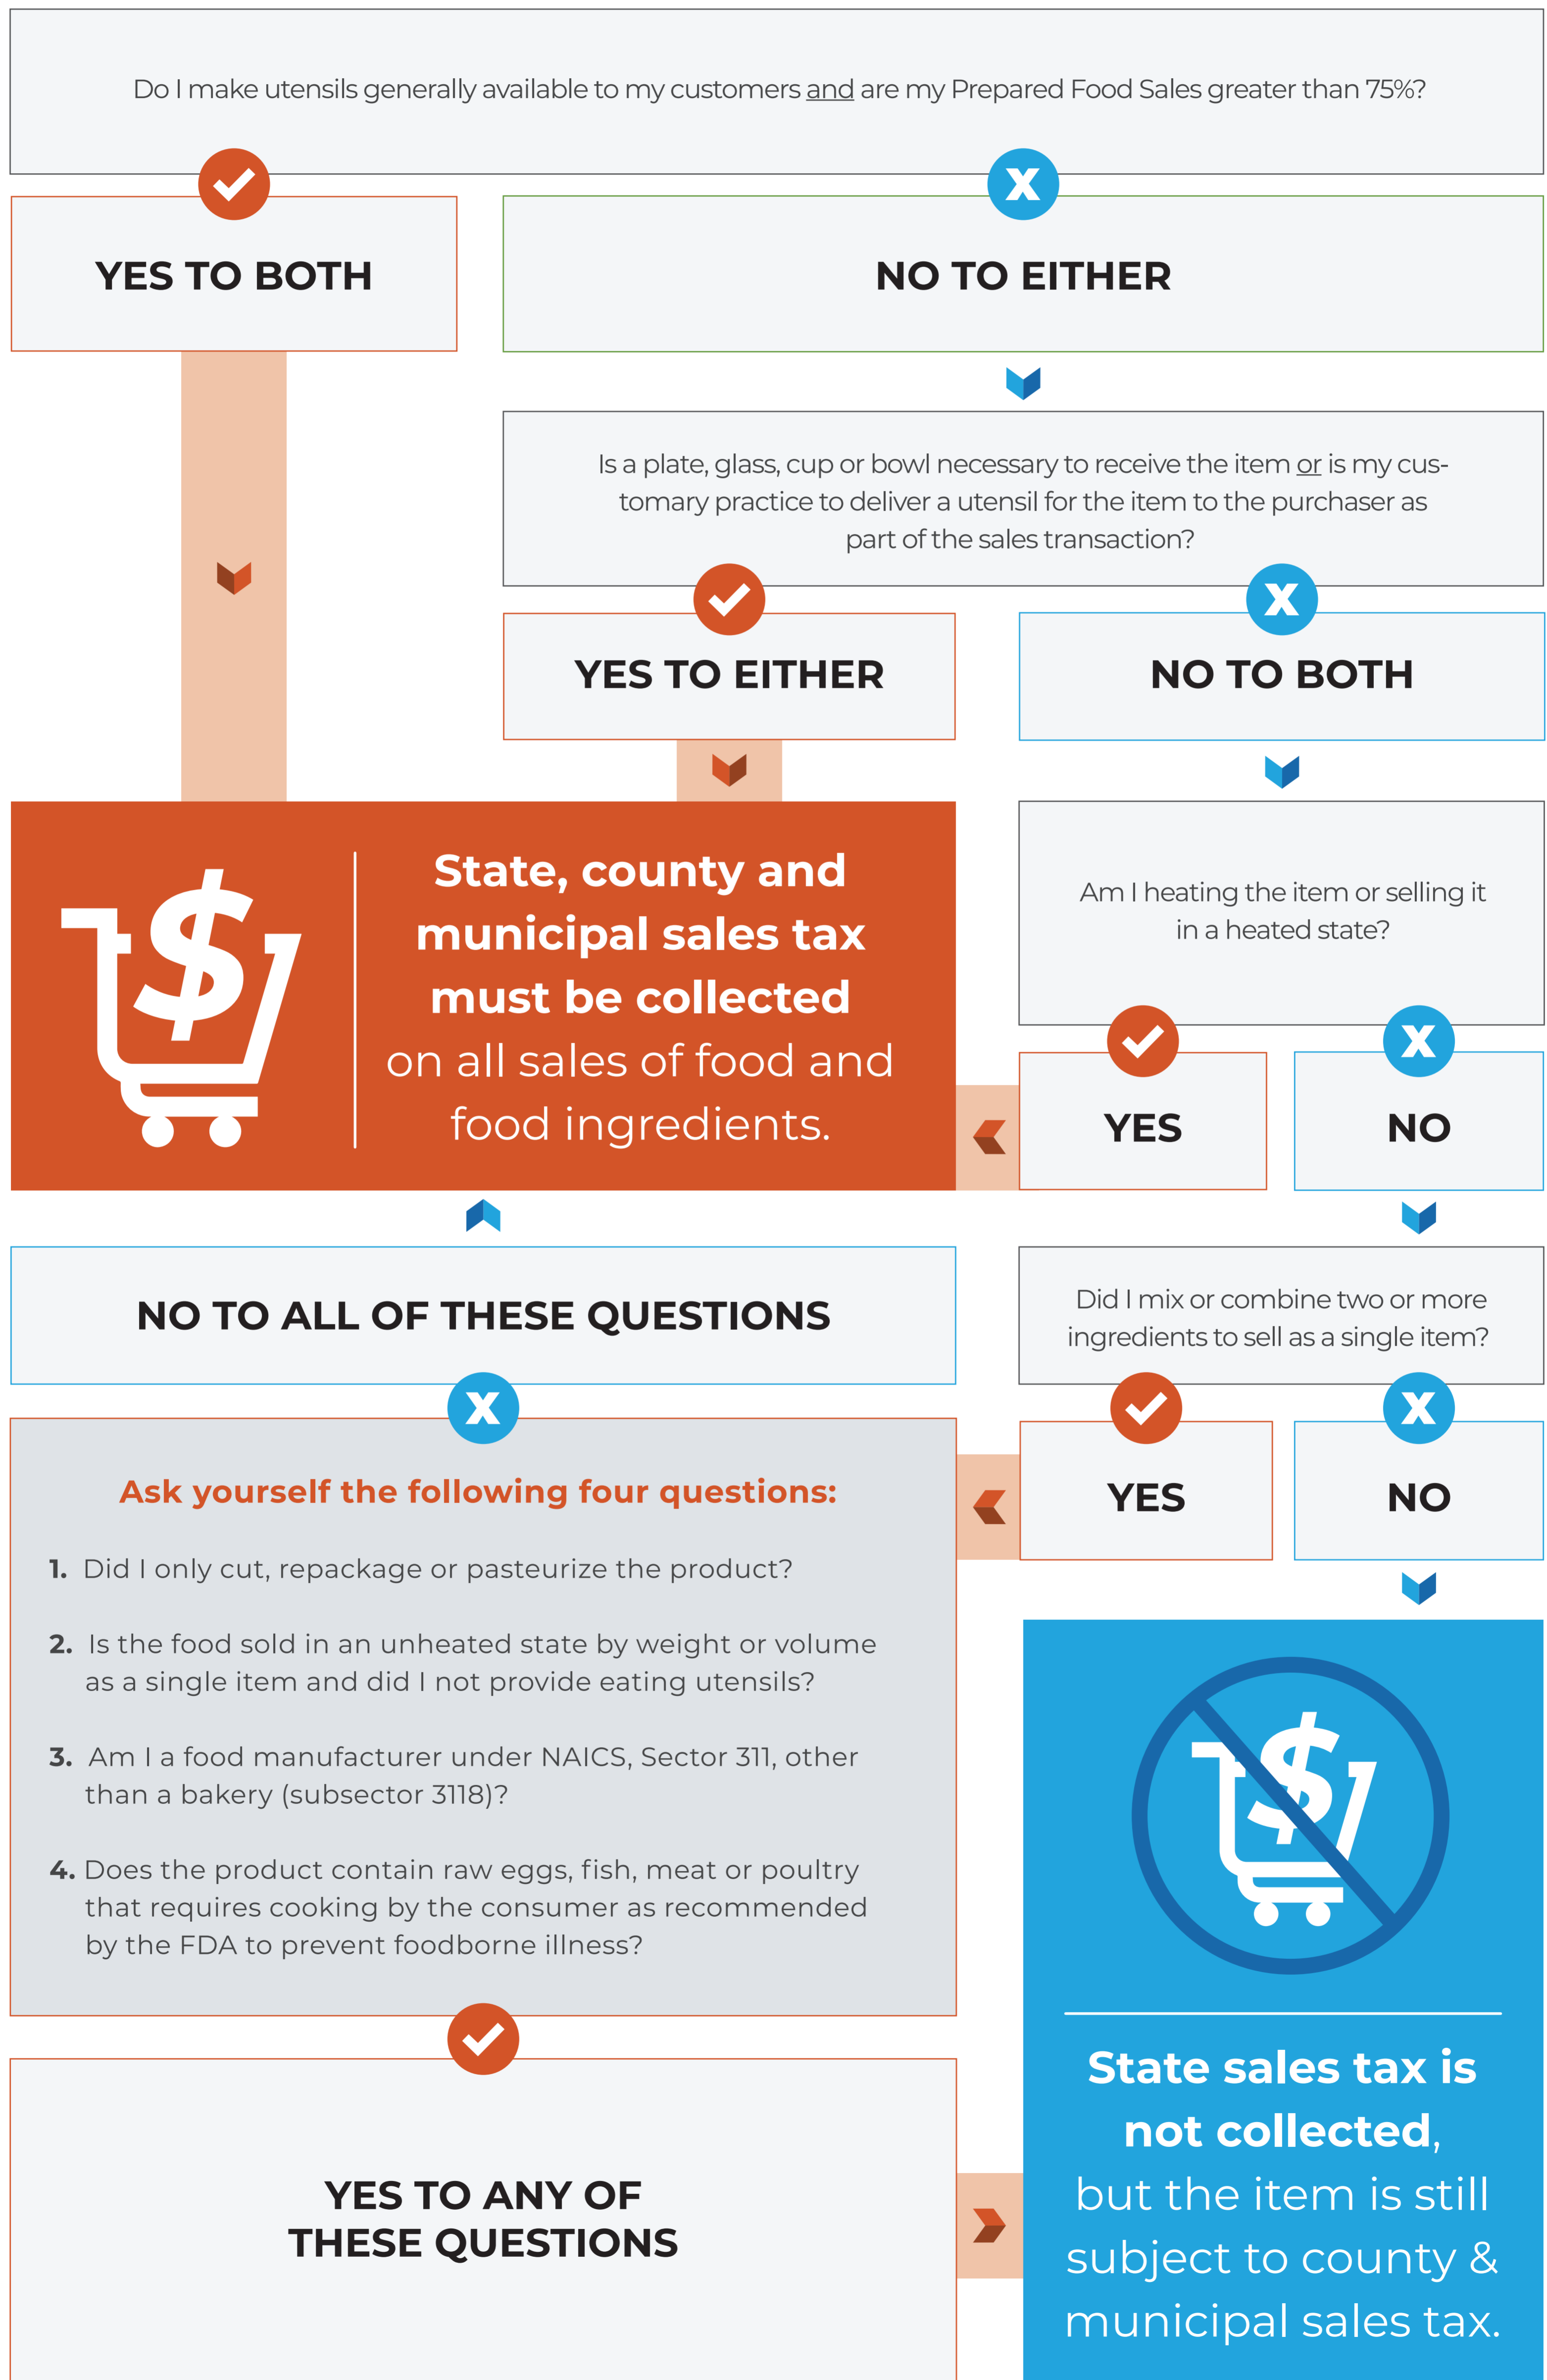 Do I make utensils generally available to my customers and are my Prepared Food Sales greater than 75%?
YES TO BOTH
NO TO EITHER
Is a plate, glass, cup or bowl necessary to receive the item or is my cus-
tomary practice to deliver a utensil for the item to the purchaser as
part of the sales transaction?
YES TO EITHER
NO TO BOTH
$
State, county and
municipal sales tax
must be collected
on all sales of food and
food ingredients.
Am I heating the item or selling it
in a heated state?
YES
NO
NO TO ALL OF THESE QUESTIONS
Did I mix or combine two or more
ingredients to sell as a single item?
YES
NO
Ask yourself the following four questions:
1. Did I only cut, repackage or pasteurize the product?
2. Is the food sold in an unheated state by weight or volume
as a single item and did I not provide eating utensils?
3. Am I a food manufacturer under NAICS, Sector 311, other
than a bakery (subsector 3118)?
4. Does the product contain raw eggs, fish, meat or poultry
that requires cooking by the consumer as recommended
by the FDA to prevent foodborne illness?
YES TO ANY OF
THESE QUESTIONS
$
State sales tax is
not collected,
but the item is still
subject to county &
municipal sales tax.